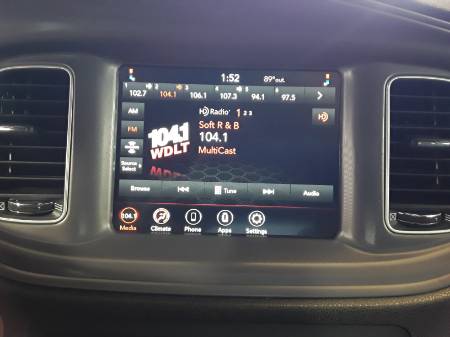 1:52 89°out
102.7 104.1 106.1 107.3 94.1 97.5
AM
HD Radio 1 2 3
HD
Soft R & B
FM
104.1
104.1
WDLT
MultiCast
Source
Select
Browse Tune Audio
104.1
Media Climate Phone Apps Settings